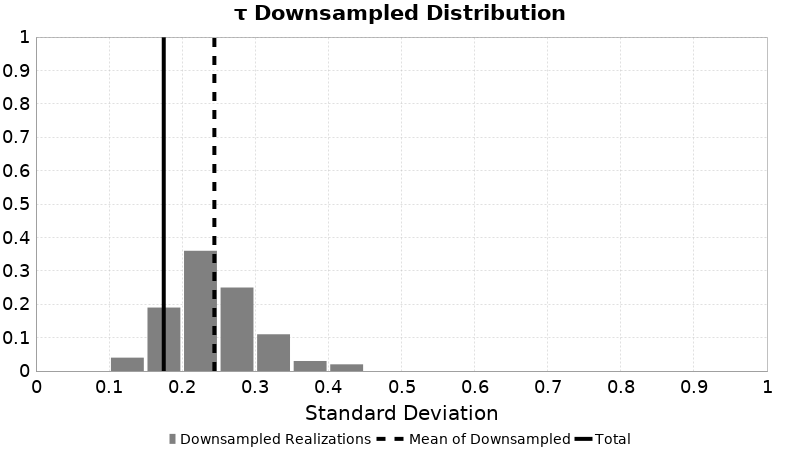 τ Downsampled Distribution
1
0.9
0.8
0.7
0.6
0.5
0.4
0.3
0.2
0.1
0
0 0.1 0.2 0.3 0.4 0.5 0.6 0.7 0.8 0.9 1
Standard Deviation
Downsampled Realizations Mean of Downsampled Total